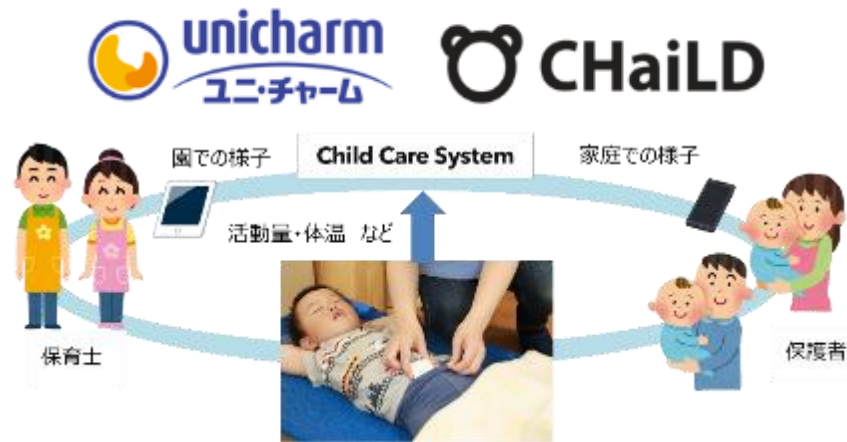 unicharm
ユニ・チャーム
CHaiLD
園での様子
Child Care System
家庭での様子
活動量・体温 など
保育士
保護者